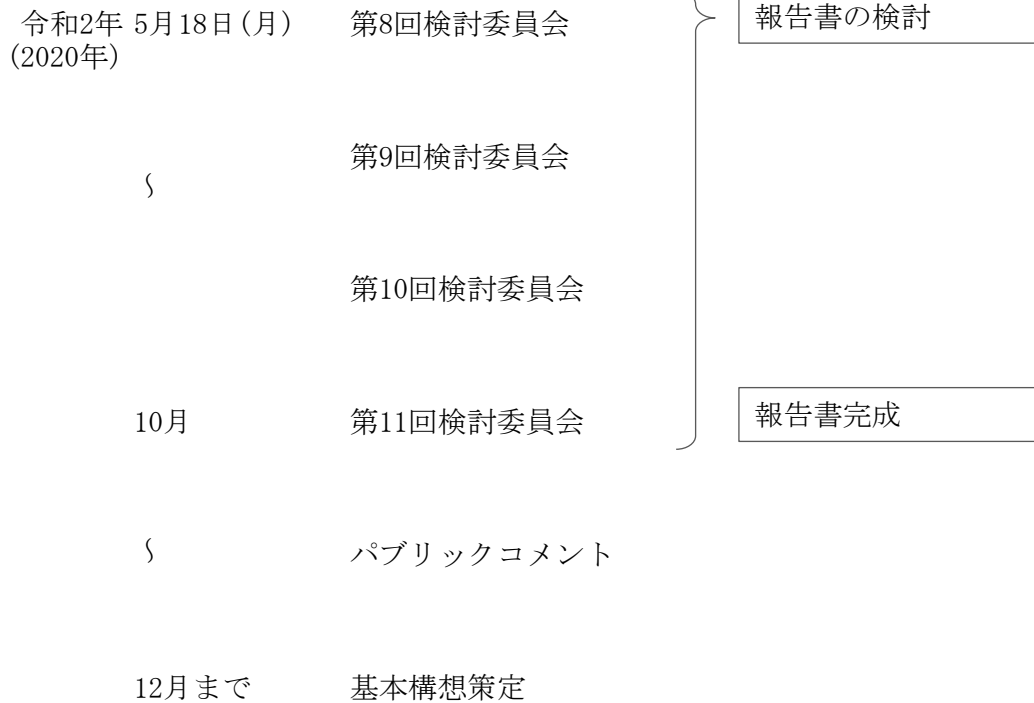 令和2年 5月18日(月) 第8回検討委員会 報告書の検討
(2020年)
第9回検討委員会
～
第10回検討委員会
10月 第11回検討委員会 報告書完成
～ パブリックコメント
12月まで 基本構想策定